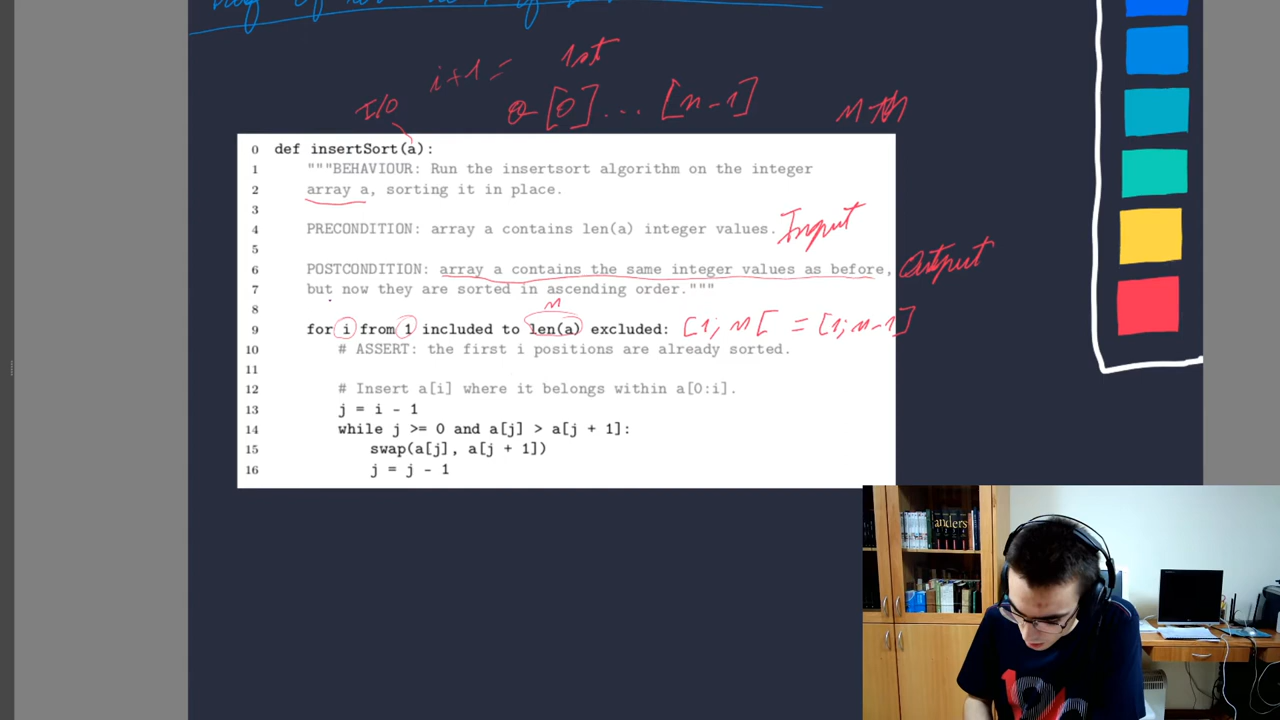 i+1 = 1st
I/O a[0] ... [n-1] n-th
0 def insertSort(a):
1 """BEHAVIOUR: Run the insertsort algorithm on the integer
2 array a, sorting it in place.
3
4 PRECONDITION: array a contains len(a) integer values. Input
5
6 POSTCONDITION: array a contains the same integer values as before, Output
7 but now they are sorted in ascending order."""
8 n
9 for i from 1 included to len(a) excluded: [1; n[ = [1; n-1]
10 # ASSERT: the first i positions are already sorted.
11
12 # Insert a[i] where it belongs within a[0:i].
13 j = i - 1
14 while j >= 0 and a[j] > a[j + 1]:
15 swap(a[j], a[j + 1])
16 j = j - 1
anders